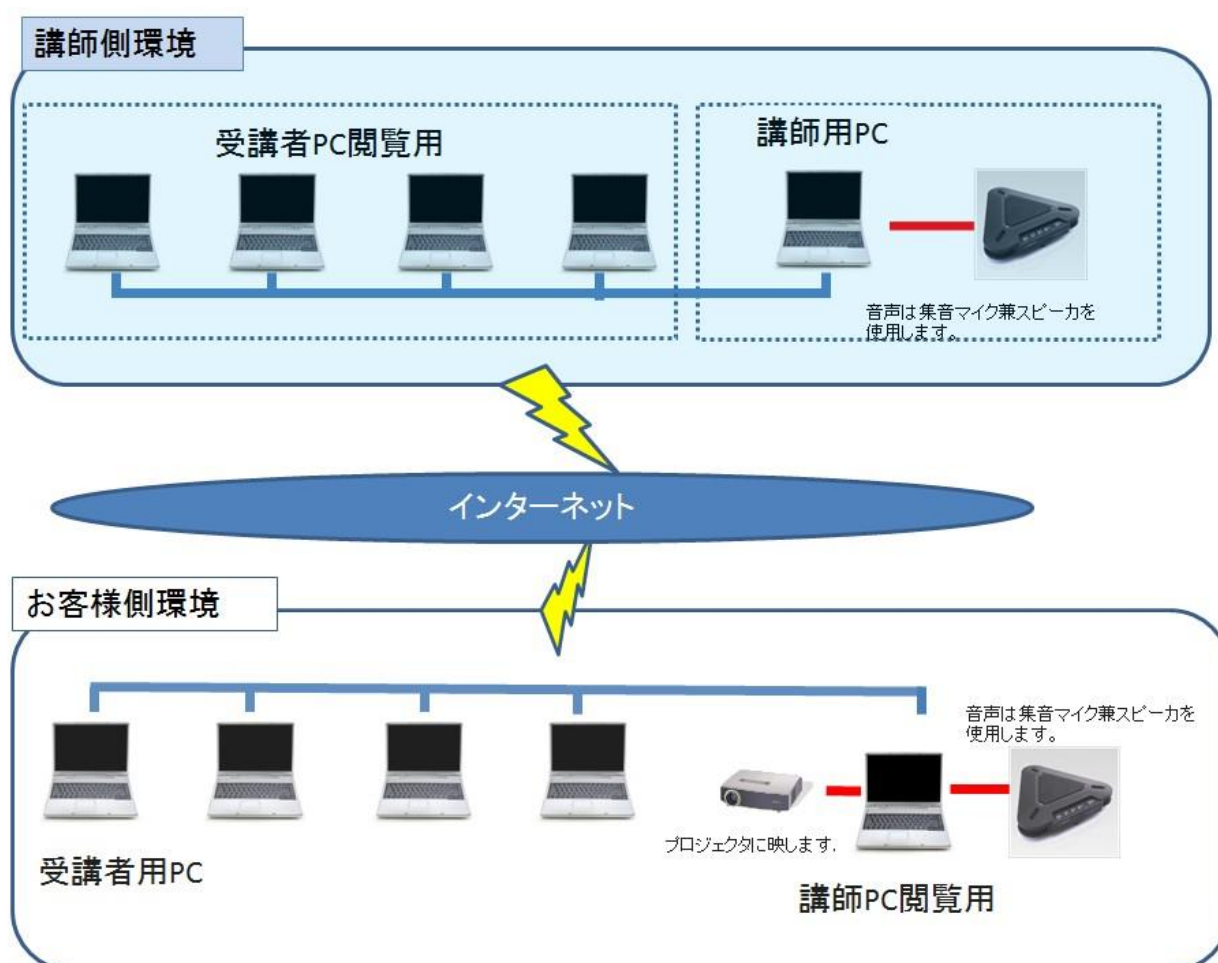 講師側環境
受講者PC閲覧用
講師用PC
音声は集音マイク兼スピーカを
使用します。
インターネット
お客様側環境
音声は集音マイク兼スピーカを
使用します。
プロジェクタに映します.
受講者用PC
講師PC閲覧用